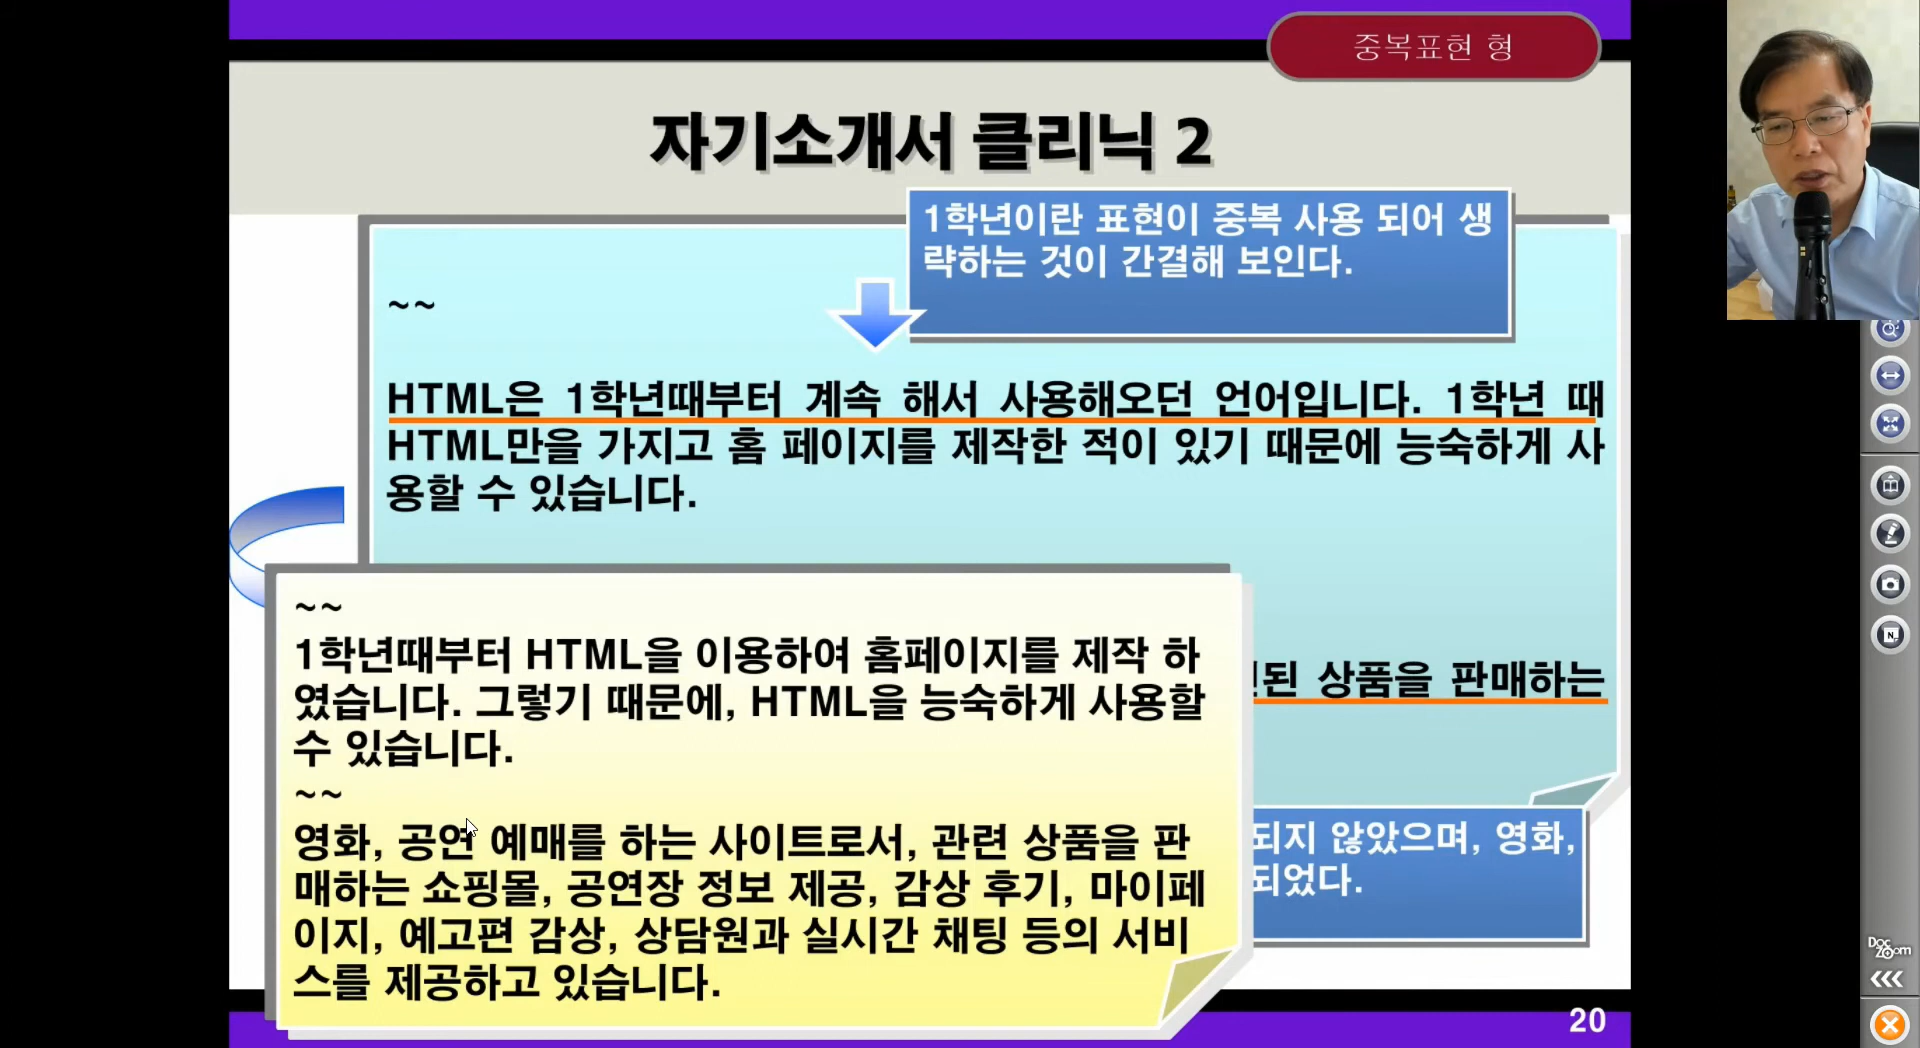 중복표현 형
자기소개서 클리닉 2
1학년이란 표현이 중복 사용 되어 생
략하는 것이 간결해 보인다.
~~
HTML은 1학년때부터 계속 해서 사용해오던 언어입니다. 1학년 때
HTML만을 가지고 홈 페이지를 제작한 적이 있기 때문에 능숙하게 사
용할 수 있습니다.
~~
1학년때부터 HTML을 이용하여 홈페이지를 제작 하
였습니다. 그렇기 때문에, HTML을 능숙하게 사용할
수 있습니다.
~~
영화, 공연 예매를 하는 사이트로서, 관련 상품을 판
매하는 쇼핑몰, 공연장 정보 제공, 감상 후기, 마이페
이지, 예고편 감상, 상담원과 실시간 채팅 등의 서비
스를 제공하고 있습니다.
된 상품을 판매하는
되지 않았으며, 영화,
되었다.
20
N
Doc
Zoom